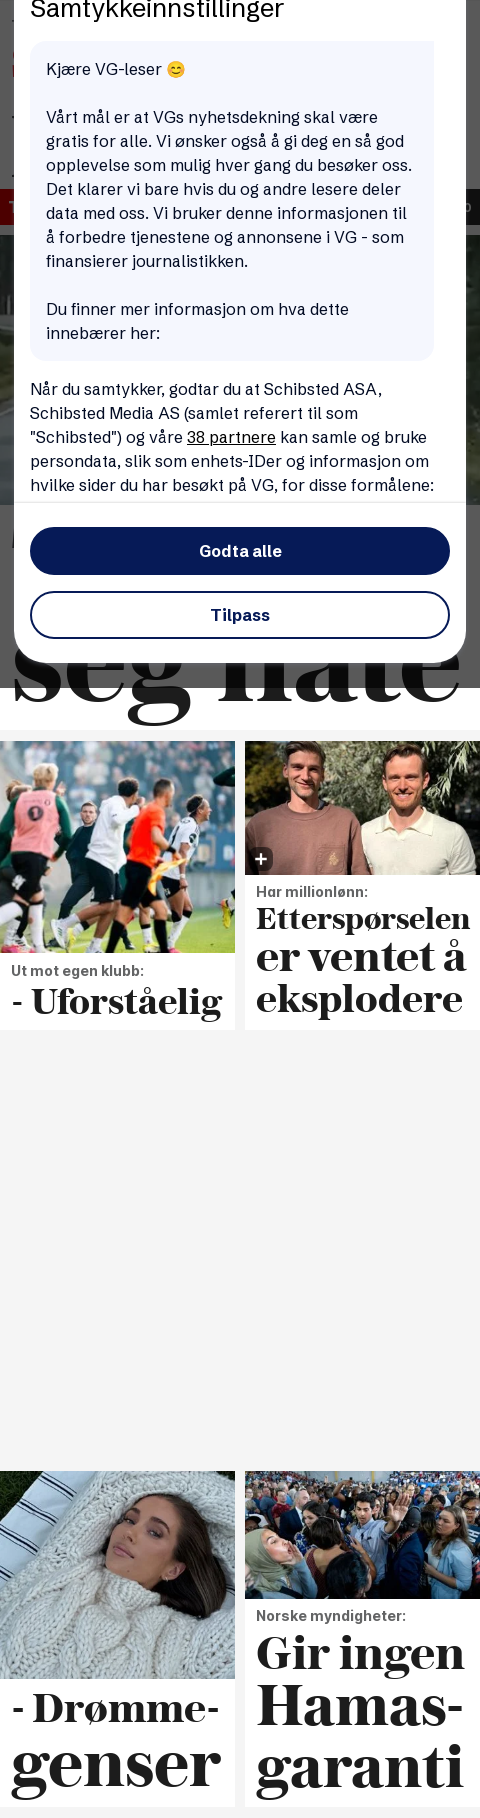 Samtykkeinnstillinger
Kjære VG-leser 😊
Vårt mål er at VGs nyhetsdekning skal være
gratis for alle. Vi ønsker også å gi deg en så god
opplevelse som mulig hver gang du besøker oss.
Det klarer vi bare hvis du og andre lesere deler
data med oss. Vi bruker denne informasjonen til
å forbedre tjenestene og annonsene i VG - som
finansierer journalistikken.
Du finner mer informasjon om hva dette
innebærer her:
Når du samtykker, godtar du at Schibsted ASA,
Schibsted Media AS (samlet referert til som
"Schibsted") og våre 38 partnere kan samle og bruke
persondata, slik som enhets-IDer og informasjon om
hvilke sider du har besøkt på VG, for disse formålene:
Godta alle
Tilpass
seg hate
Ut mot egen klubb:
- Uforståelig
Har millionlønn:
Etterspørselen
er ventet å
eksplodere
- Drømme-
genser
Norske myndigheter:
Gir ingen
Hamas-
garanti